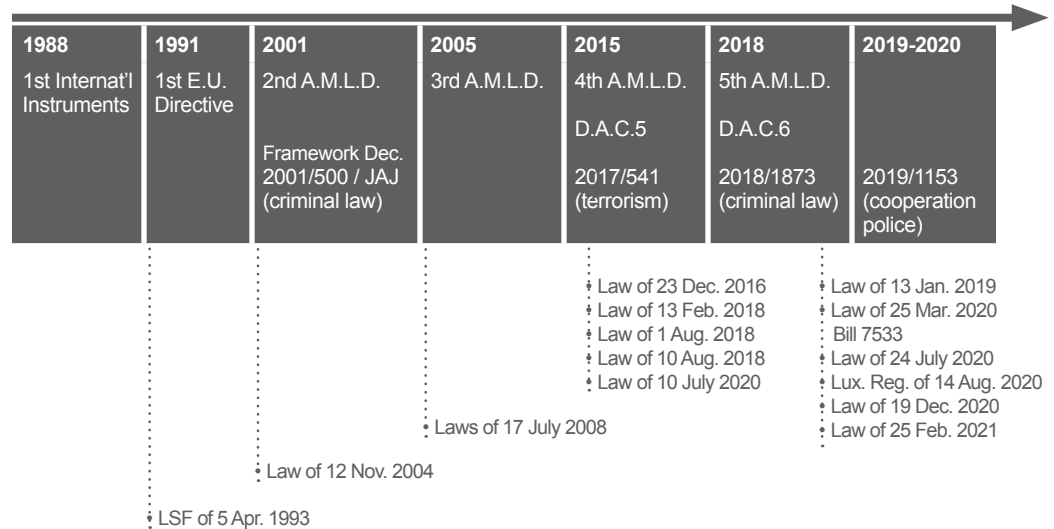 1988
1st Internat'l
Instruments
1991
1st E.U.
Directive
2001
2nd A.M.L.D.
Framework Dec.
2001/500 / JAJ
(criminal law)
2005
3rd A.M.L.D.
2015
4th A.M.L.D.
D.A.C.5
2017/541
(terrorism)
2018
5th A.M.L.D.
D.A.C.6
2018/1873
(criminal law)
2019-2020
2019/1153
(cooperation
police)
Law of 23 Dec. 2016
Law of 13 Feb. 2018
Law of 1 Aug. 2018
Law of 10 Aug. 2018
Law of 10 July 2020
Law of 13 Jan. 2019
Law of 25 Mar. 2020
Bill 7533
Law of 24 July 2020
Lux. Reg. of 14 Aug. 2020
Law of 19 Dec. 2020
Law of 25 Feb. 2021
Laws of 17 July 2008
Law of 12 Nov. 2004
LSF of 5 Apr. 1993